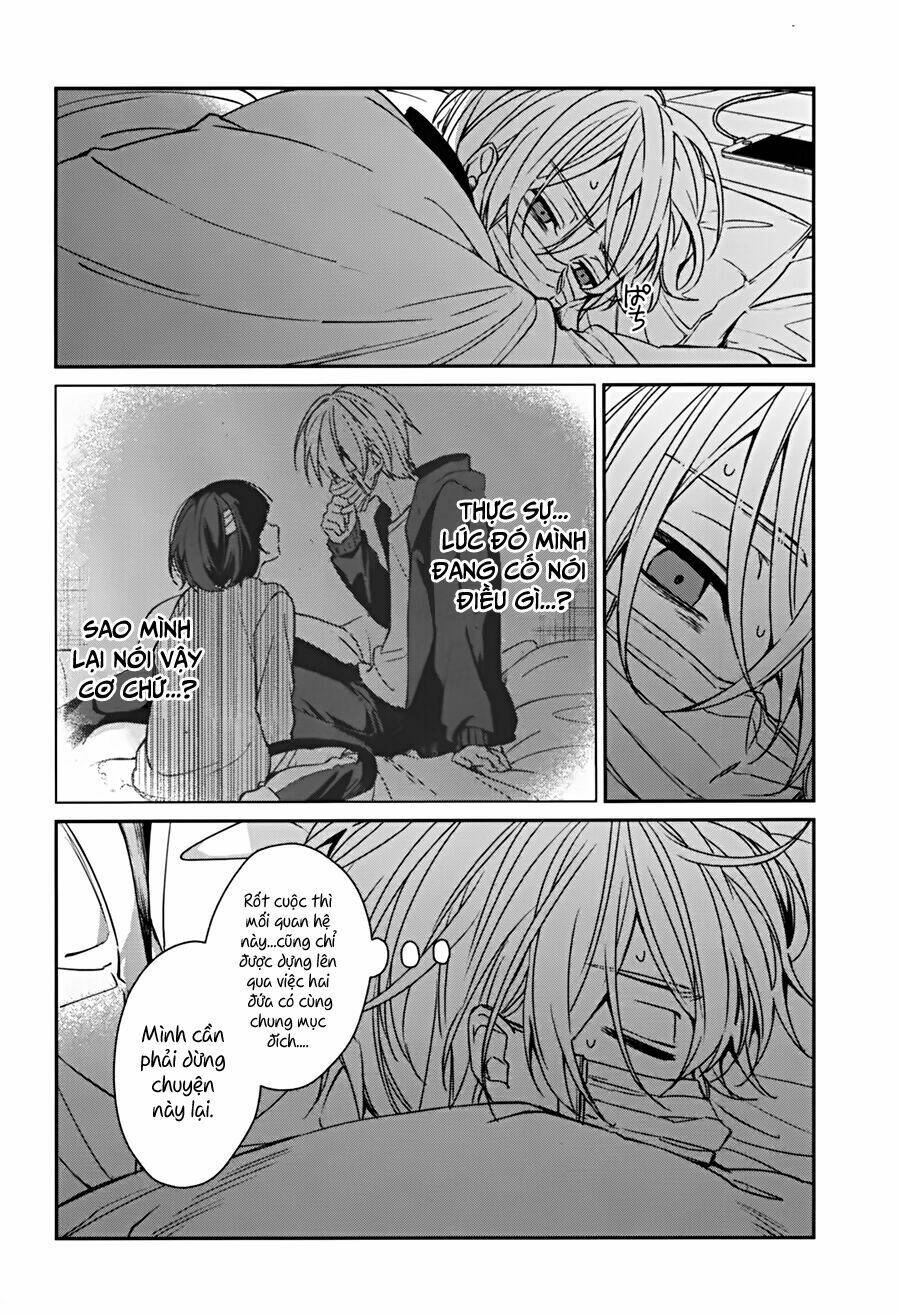 ぱち
THỰC SỰ...
LÚC ĐÓ MÌNH
ĐANG CỐ NÓI
ĐIỀU GÌ...?
SAO MÌNH
LẠI NÓI VẬY
CƠ CHỨ...?
Rốt cuộc thì
mối quan hệ
này...cũng chỉ
được dựng lên
qua việc hai
đứa có cùng
chung mục
đích....
Mình cần
phải dừng
chuyện
này lại.